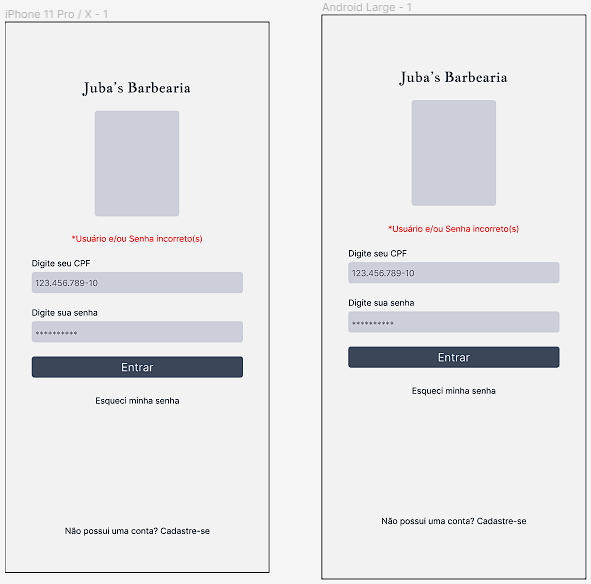 iPhone 11 Pro / X - 1
Juba's Barbearia
*Usuário e/ou Senha incorreto(s)
Digite seu CPF
123.456.789-10
Digite sua senha
**********
Entrar
Esqueci minha senha
Não possui uma conta? Cadastre-se
Android Large - 1
Juba's Barbearia
*Usuário e/ou Senha incorreto(s)
Digite seu CPF
123.456.789-10
Digite sua senha
**********
Entrar
Esqueci minha senha
Não possui uma conta? Cadastre-se